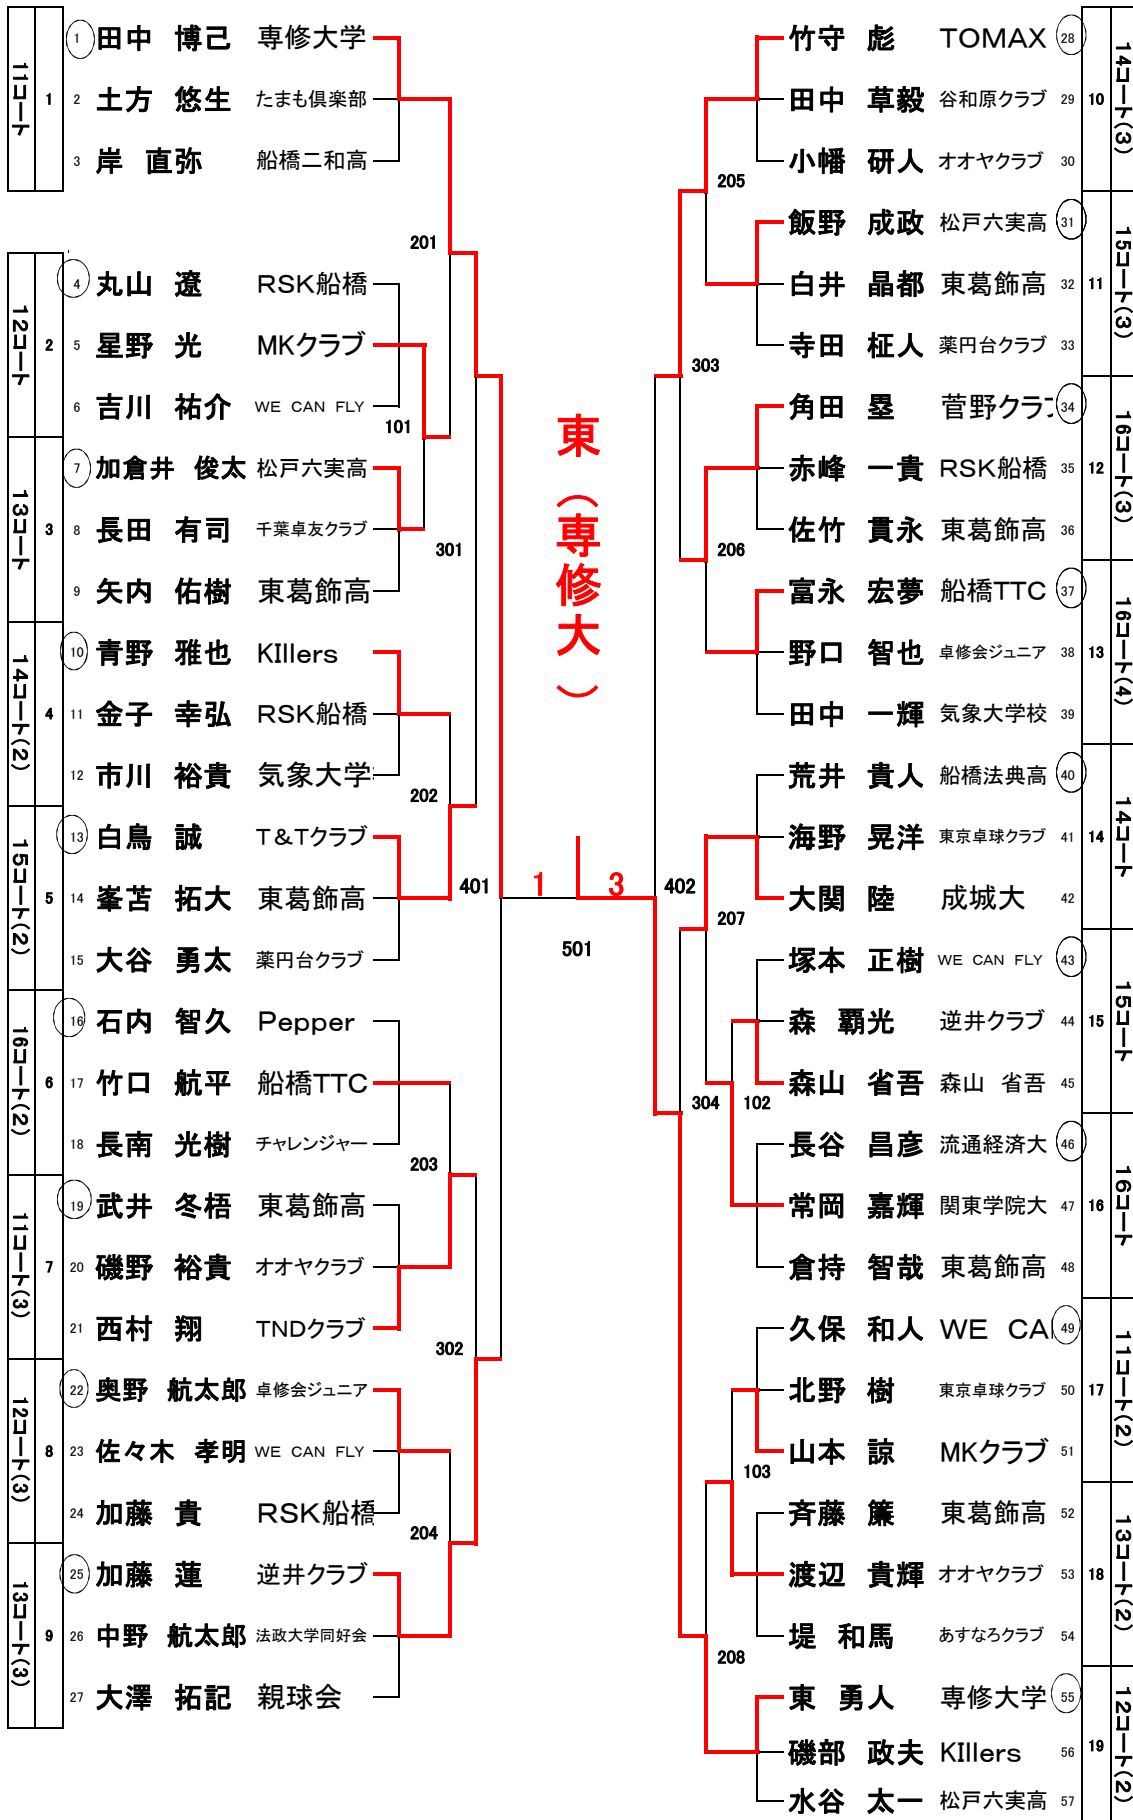 11コート
1
1 田中 博己 専修大学
2 土方 悠生 たまも倶楽部
3 岸 直弥 船橋二和高
201
12コート
2
4 丸山 遼 RSK船橋
5 星野 光 MKクラブ
6 吉川 祐介 WE CAN FLY
101
13コート
3
7 加倉井 俊太 松戸六実高
8 長田 有司 千葉卓友クラブ
9 矢内 佑樹 東葛飾高
301
14コート(2)
4
10 青野 雅也 KIllers
11 金子 幸弘 RSK船橋
12 市川 裕貴 気象大学
202
15コート(2)
5
13 白鳥 誠 T&Tクラブ
14 峯苫 拓大 東葛飾高
15 大谷 勇太 薬円台クラブ
401
16コート(2)
6
16 石内 智久 Pepper
17 竹口 航平 船橋TTC
18 長南 光樹 チャレンジャー
203
11コート(3)
7
19 武井 冬梧 東葛飾高
20 磯野 裕貴 オオヤクラブ
21 西村 翔 TNDクラブ
302
12コート(3)
8
22 奥野 航太郎 卓修会ジュニア
23 佐々木 孝明 WE CAN FLY
24 加藤 貴 RSK船橋
204
13コート(3)
9
25 加藤 蓮 逆井クラブ
26 中野 航太郎 法政大学同好会
27 大澤 拓記 親球会
東(専修大)
1 3
501
竹守 彪 TOMAX 28
田中 草毅 谷和原クラブ 29
小幡 研人 オオヤクラブ 30
10
14コート(3)
205
飯野 成政 松戸六実高 31
白井 晶都 東葛飾高 32
寺田 柾人 薬円台クラブ 33
11
15コート(3)
303
角田 塁 菅野クラブ 34
赤峰 一貴 RSK船橋 35
佐竹 貫永 東葛飾高 36
12
16コート(3)
206
富永 宏夢 船橋TTC 37
野口 智也 卓修会ジュニア 38
田中 一輝 気象大学校 39
13
16コート(4)
荒井 貴人 船橋法典高 40
海野 晃洋 東京卓球クラブ 41
大関 陸 成城大 42
14
14コート
402
207
塚本 正樹 WE CAN FLY 43
森 覇光 逆井クラブ 44
森山 省吾 森山 省吾 45
15
15コート
304
102
長谷 昌彦 流通経済大 46
常岡 嘉輝 関東学院大 47
倉持 智哉 東葛飾高 48
16
16コート
久保 和人 WE CA 49
北野 樹 東京卓球クラブ 50
山本 諒 MKクラブ 51
17
11コート(2)
103
斉藤 簾 東葛飾高 52
渡辺 貴輝 オオヤクラブ 53
堤 和馬 あすなろクラブ 54
18
13コート(2)
208
東 勇人 専修大学 55
磯部 政夫 KIllers 56
水谷 太一 松戸六実高 57
19
12コート(2)